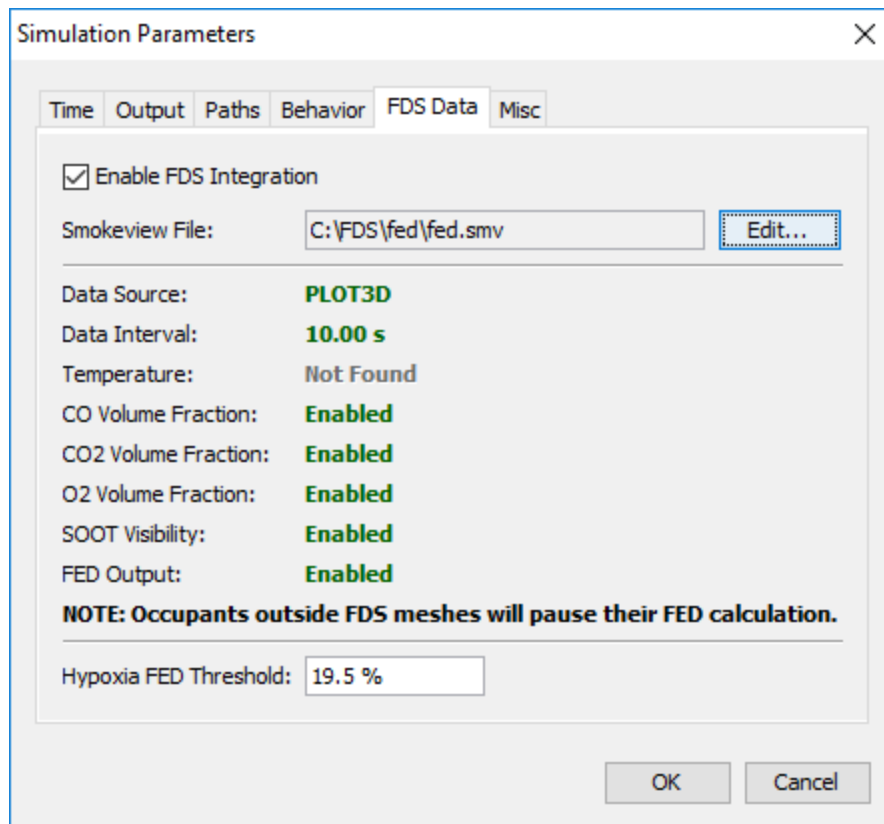 Simulation Parameters
Time Output Paths Behavior FDS Data Misc
Enable FDS Integration
Smokeview File: C:\FDS\fed\fed.smv Edit...
Data Source: PLOT3D
Data Interval: 10.00 s
Temperature: Not Found
CO Volume Fraction: Enabled
CO2 Volume Fraction: Enabled
O2 Volume Fraction: Enabled
SOOT Visibility: Enabled
FED Output: Enabled
NOTE: Occupants outside FDS meshes will pause their FED calculation.
Hypoxia FED Threshold: 19.5 %
OK Cancel